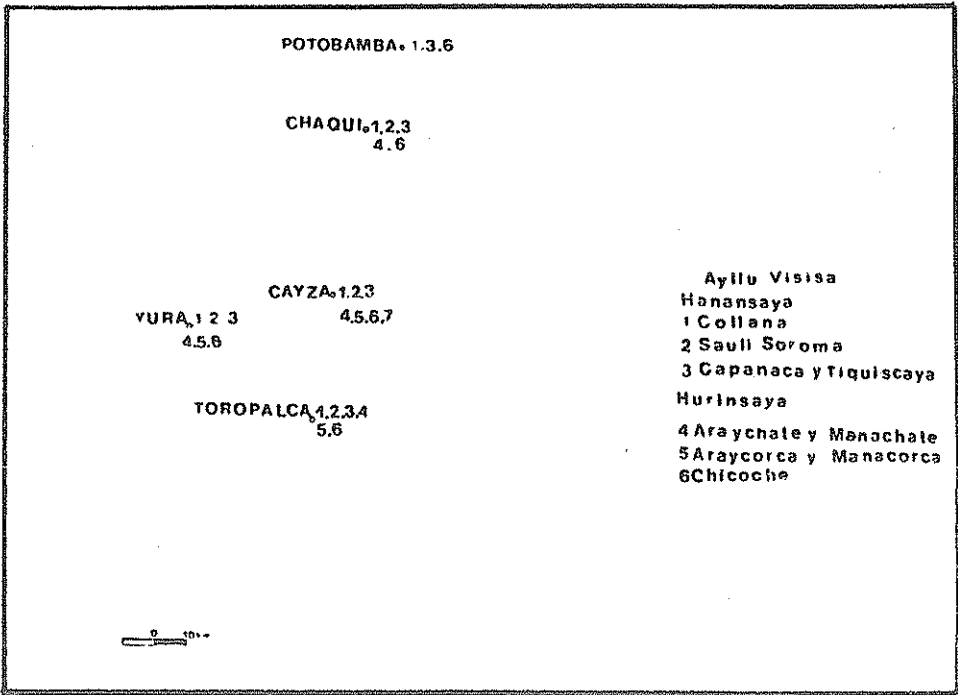 POTOBAMBA. 1.3.6
CHAQUI.1,2,3
4.6
CAYZA.1.2.3
4.5.6,7
YURA.1 2 3
4.5.6
TOROPALCA.1,2,3,4
5,6
Ayllu Visisa
Hanansaya
1 Collana
2 Sauli Soroma
3 Capanaca y Tiquiscaya
Hurinsaya
4 Araychate y Manachate
5 Araycorca y Manacorca
6 Chicoche
0